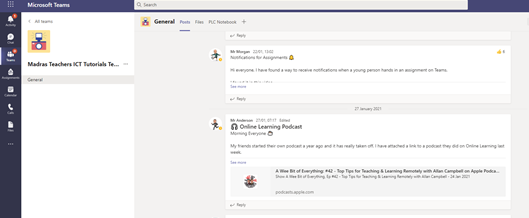 Microsoft Teams
Search
Activity
Chat
Teams
Assignments
Calendar
Calls
Files
All teams
Madras Teachers ICT Tutorials Te...
General
General
Posts
Files
PLC Notebook
Reply
Mr Morgan 22/01, 13:02
Notifications for Assignments
4
Hi everyone. I have found a way to receive notifications when a young person hands in an assignment on Teams.
See more
Reply
27 January 2021
Mr Anderson 27/01, 07:17 Edited
Online Learning Podcast
Morning Everyone
My friends started their own podcast a year ago and it has really taken off. I have attached a link to a podcast they did on Online Learning last
week.
See more
A Wee Bit of Everything: #42 - Top Tips for Teaching & Learning Remotely with Allan Campbell on Apple Podc...
Show A Wee Bit of Everything, Ep #42 - Top Tips for Teaching & Learning Remotely with Allan Campbell - 24 Jan 2021
podcasts.apple.com
Reply